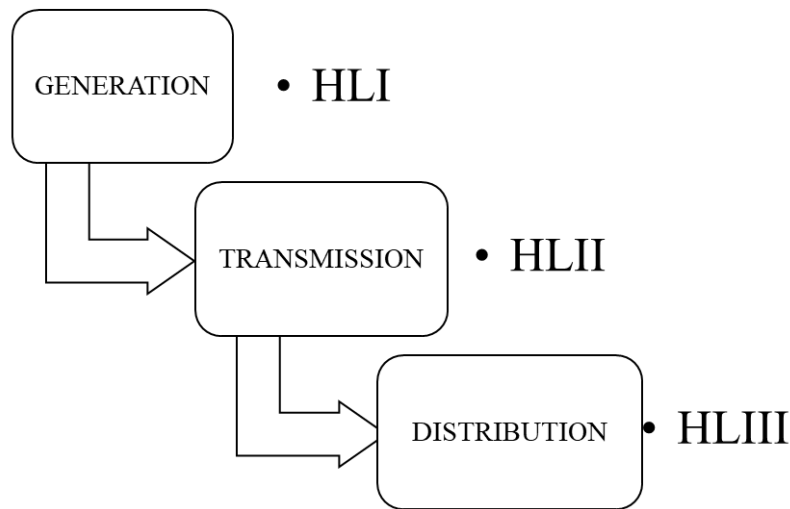 GENERATION
• HLI
TRANSMISSION
• HLII
DISTRIBUTION
• HLIII